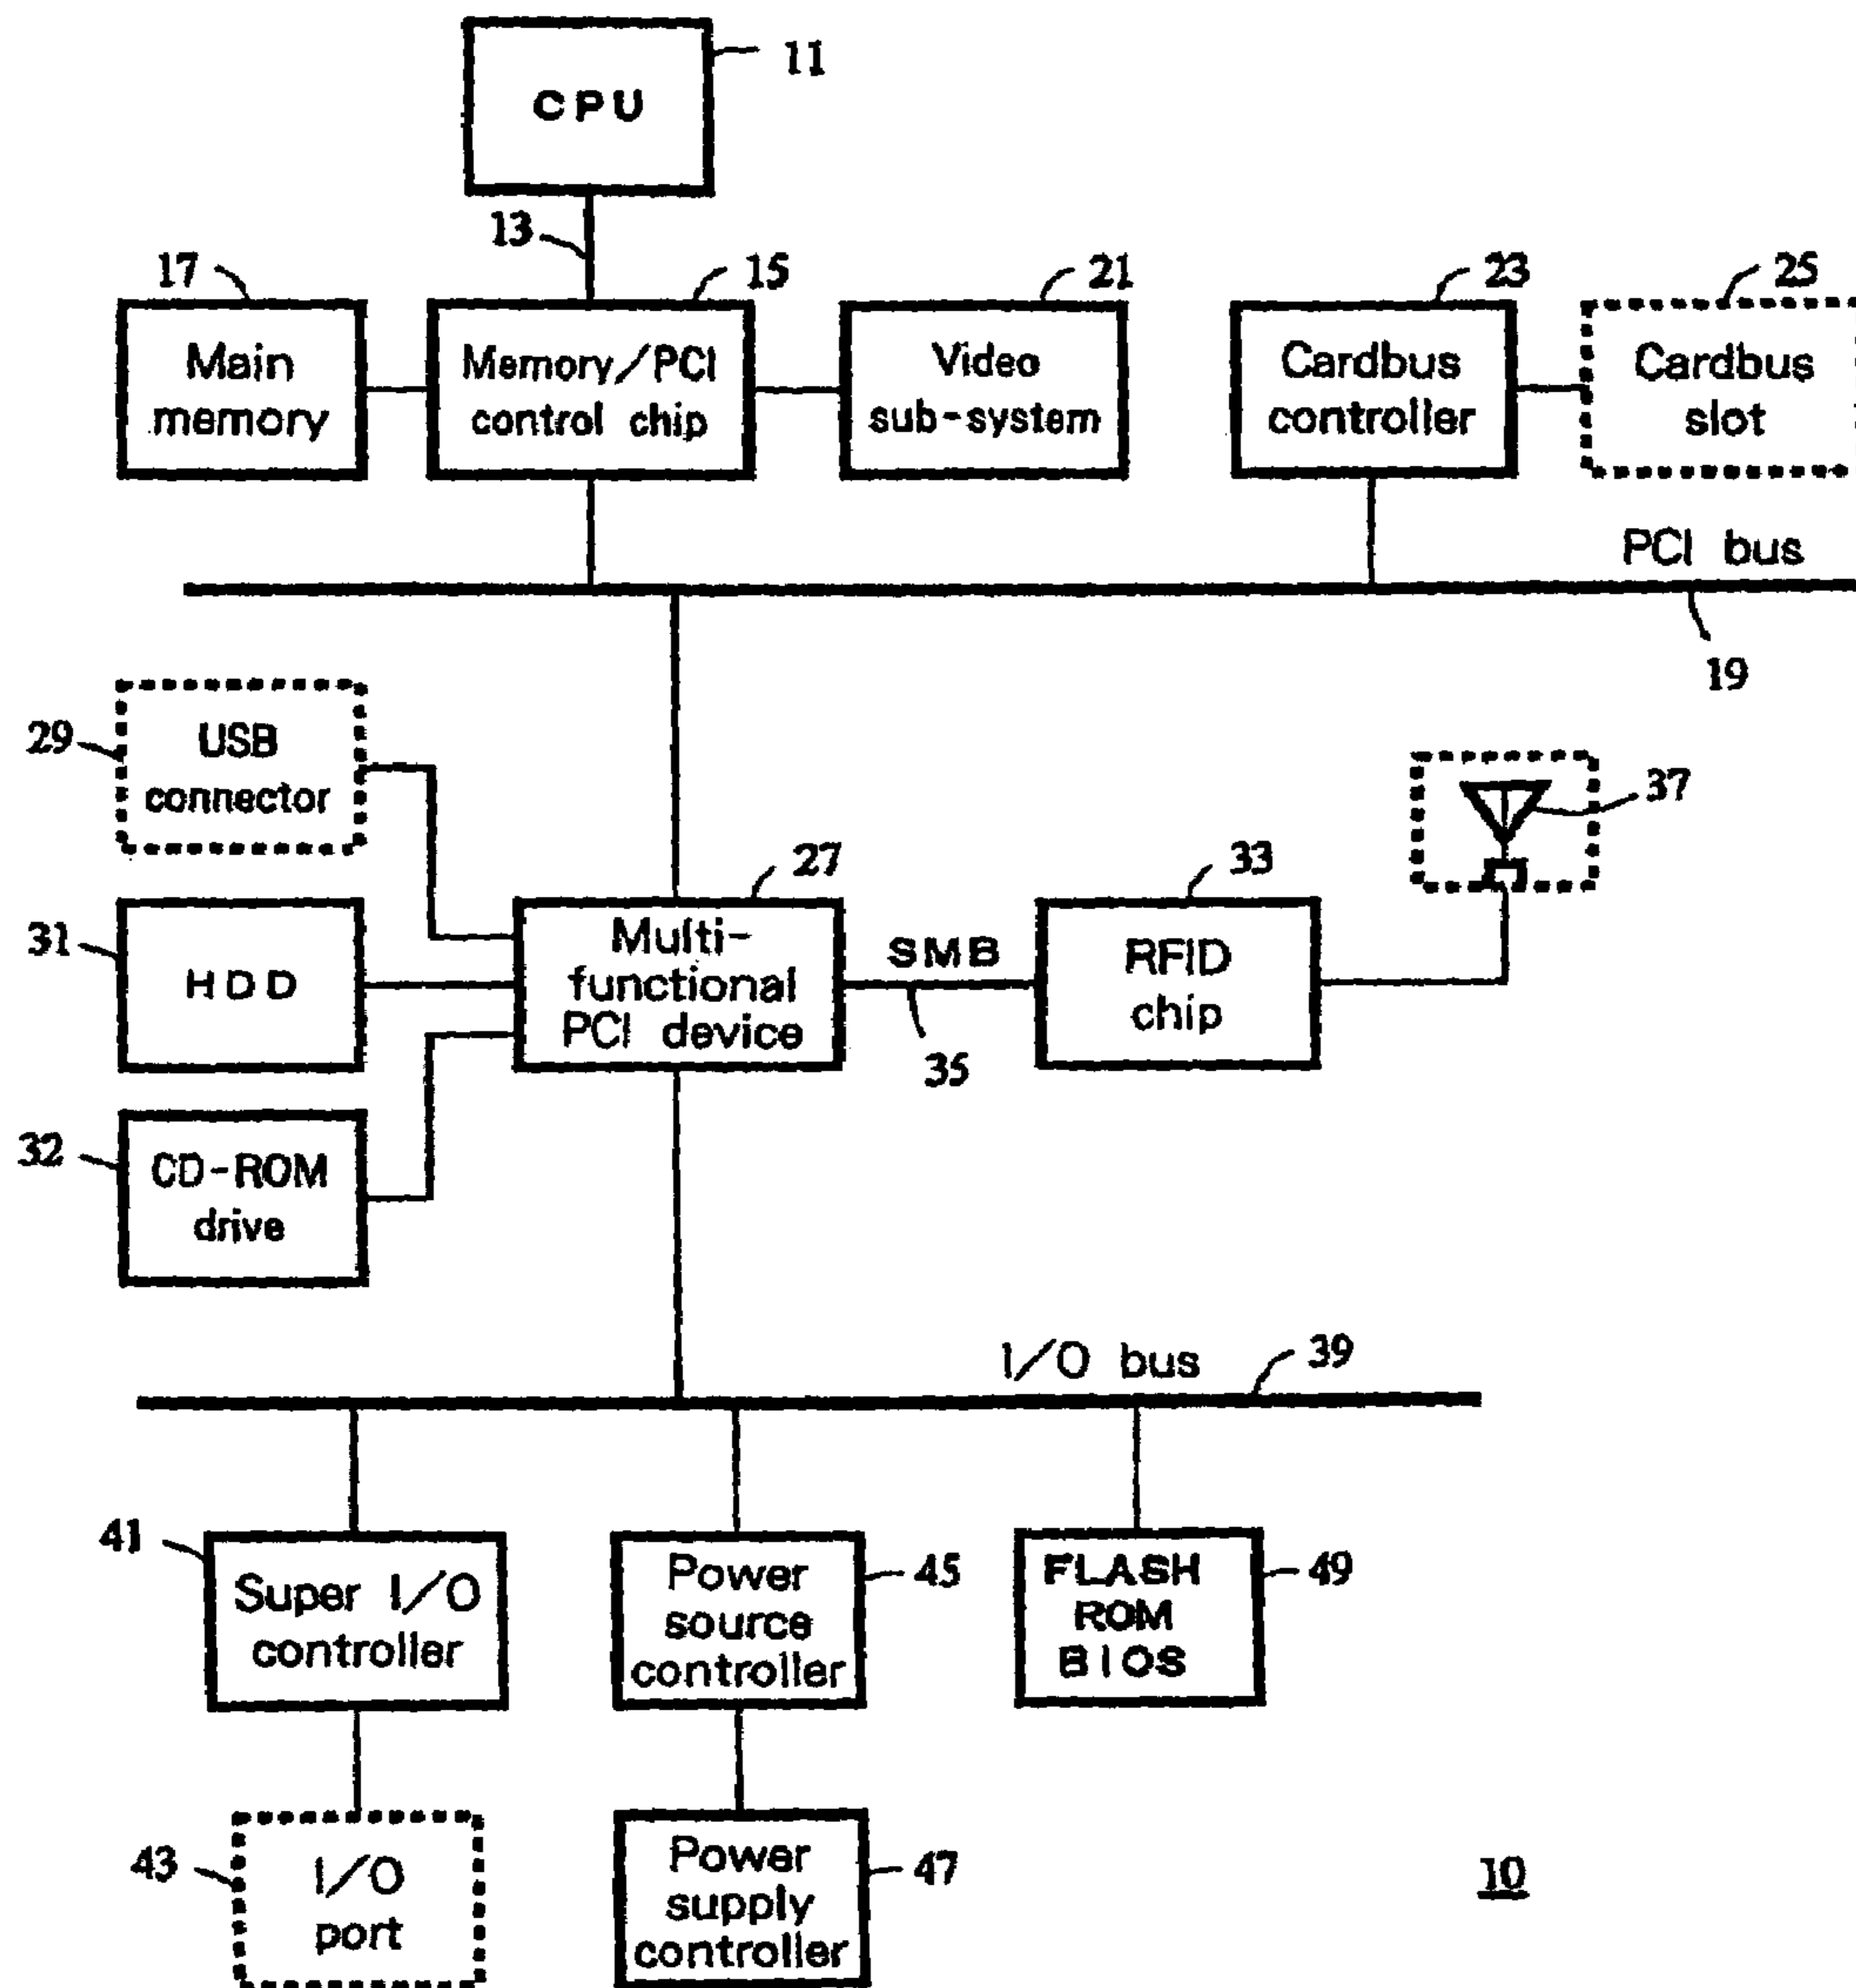 CPU
11
13
17
15
21
23
25
Main
memory
Memory/PCI
control chip
Video
sub-system
Cardbus
controller
Cardbus
slot
PCI bus
19
29
USB
connector
37
27
33
31
HDD
Multi-
functional
PCI device
SMB
35
RFID
chip
32
CD-ROM
drive
I/O bus
39
41
Super I/O
controller
Power
source
controller
45
FLASH
ROM
BIOS
49
43
I/O
port
Power
supply
controller
47
10